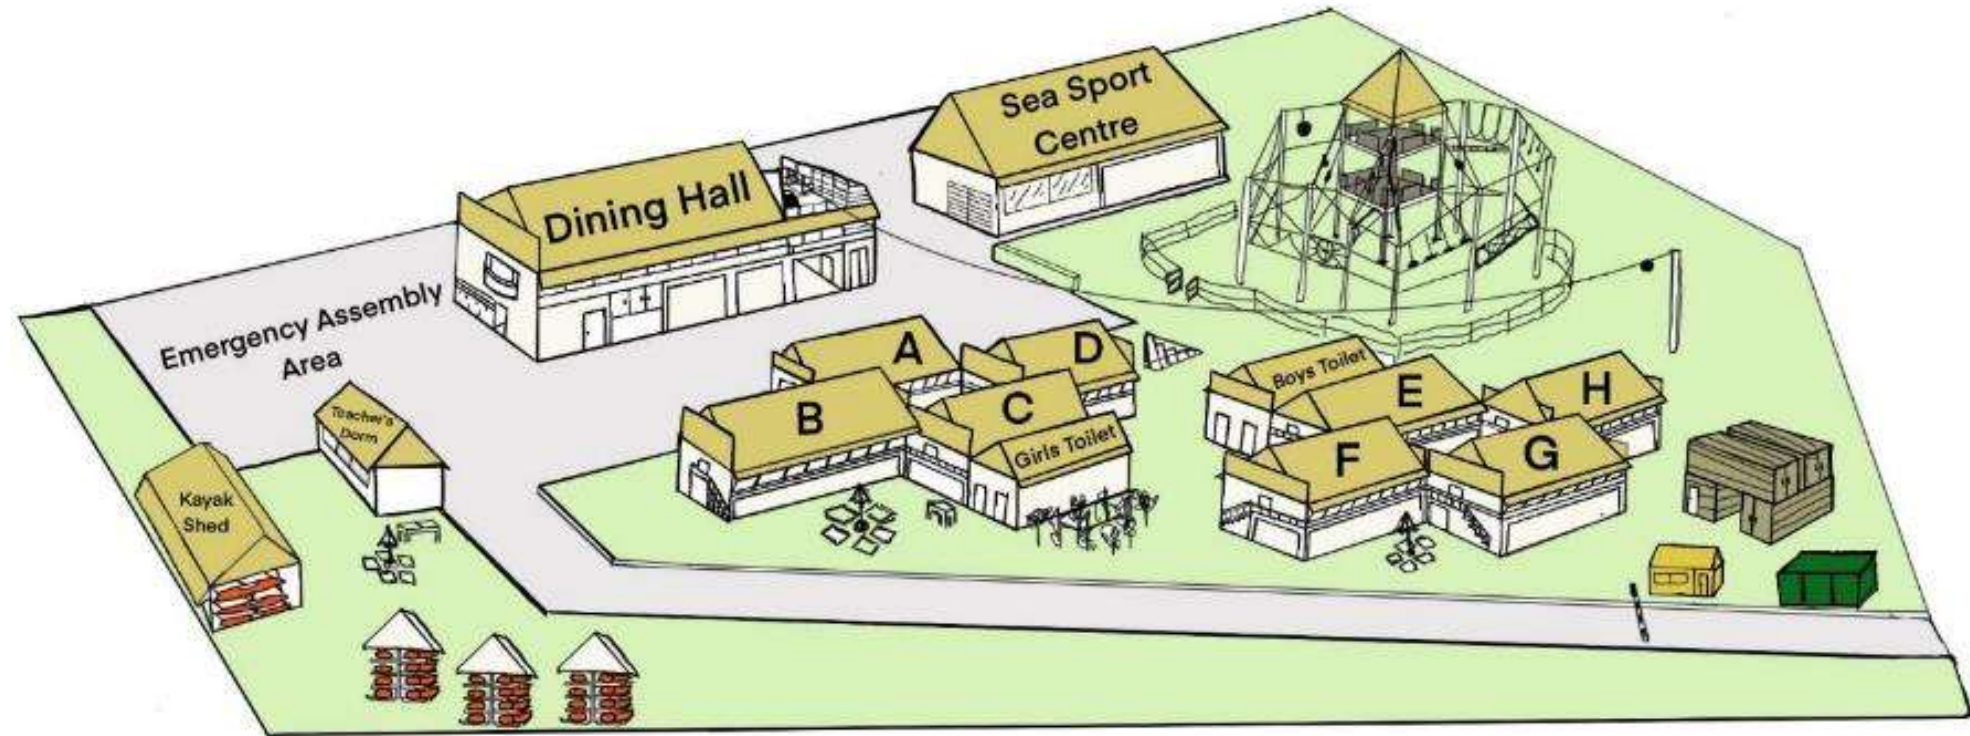 Sea Sport
Centre
Dining Hall
Emergency Assembly
Area
A
D
Boys Toilet
E
H
B
C
Girls Toilet
F
G
Teacher's
Dorm
Kayak
Shed